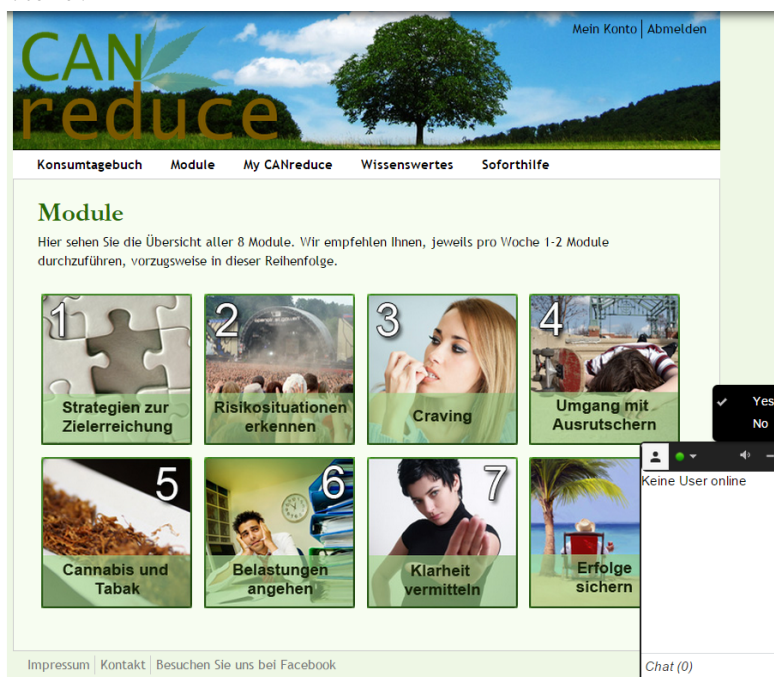 CAN
reduce
Mein Konto | Abmelden
Konsumtagebuch Module My CANreduce Wissenswertes Soforthilfe
Module
Hier sehen Sie die Übersicht aller 8 Module. Wir empfehlen Ihnen, jeweils pro Woche 1-2 Module
durchzuführen, vorzugsweise in dieser Reihenfolge.
1
Strategien zur
Zielerreichung
2
Risikosituationen
erkennen
3
Craving
4
Umgang mit
Ausrutschern
5
Cannabis und
Tabak
6
Belastungen
angehen
7
Klarheit
vermitteln
Erfolge
sichern
Yes
No
Keine User online
Chat (0)
Impressum | Kontakt | Besuchen Sie uns bei Facebook